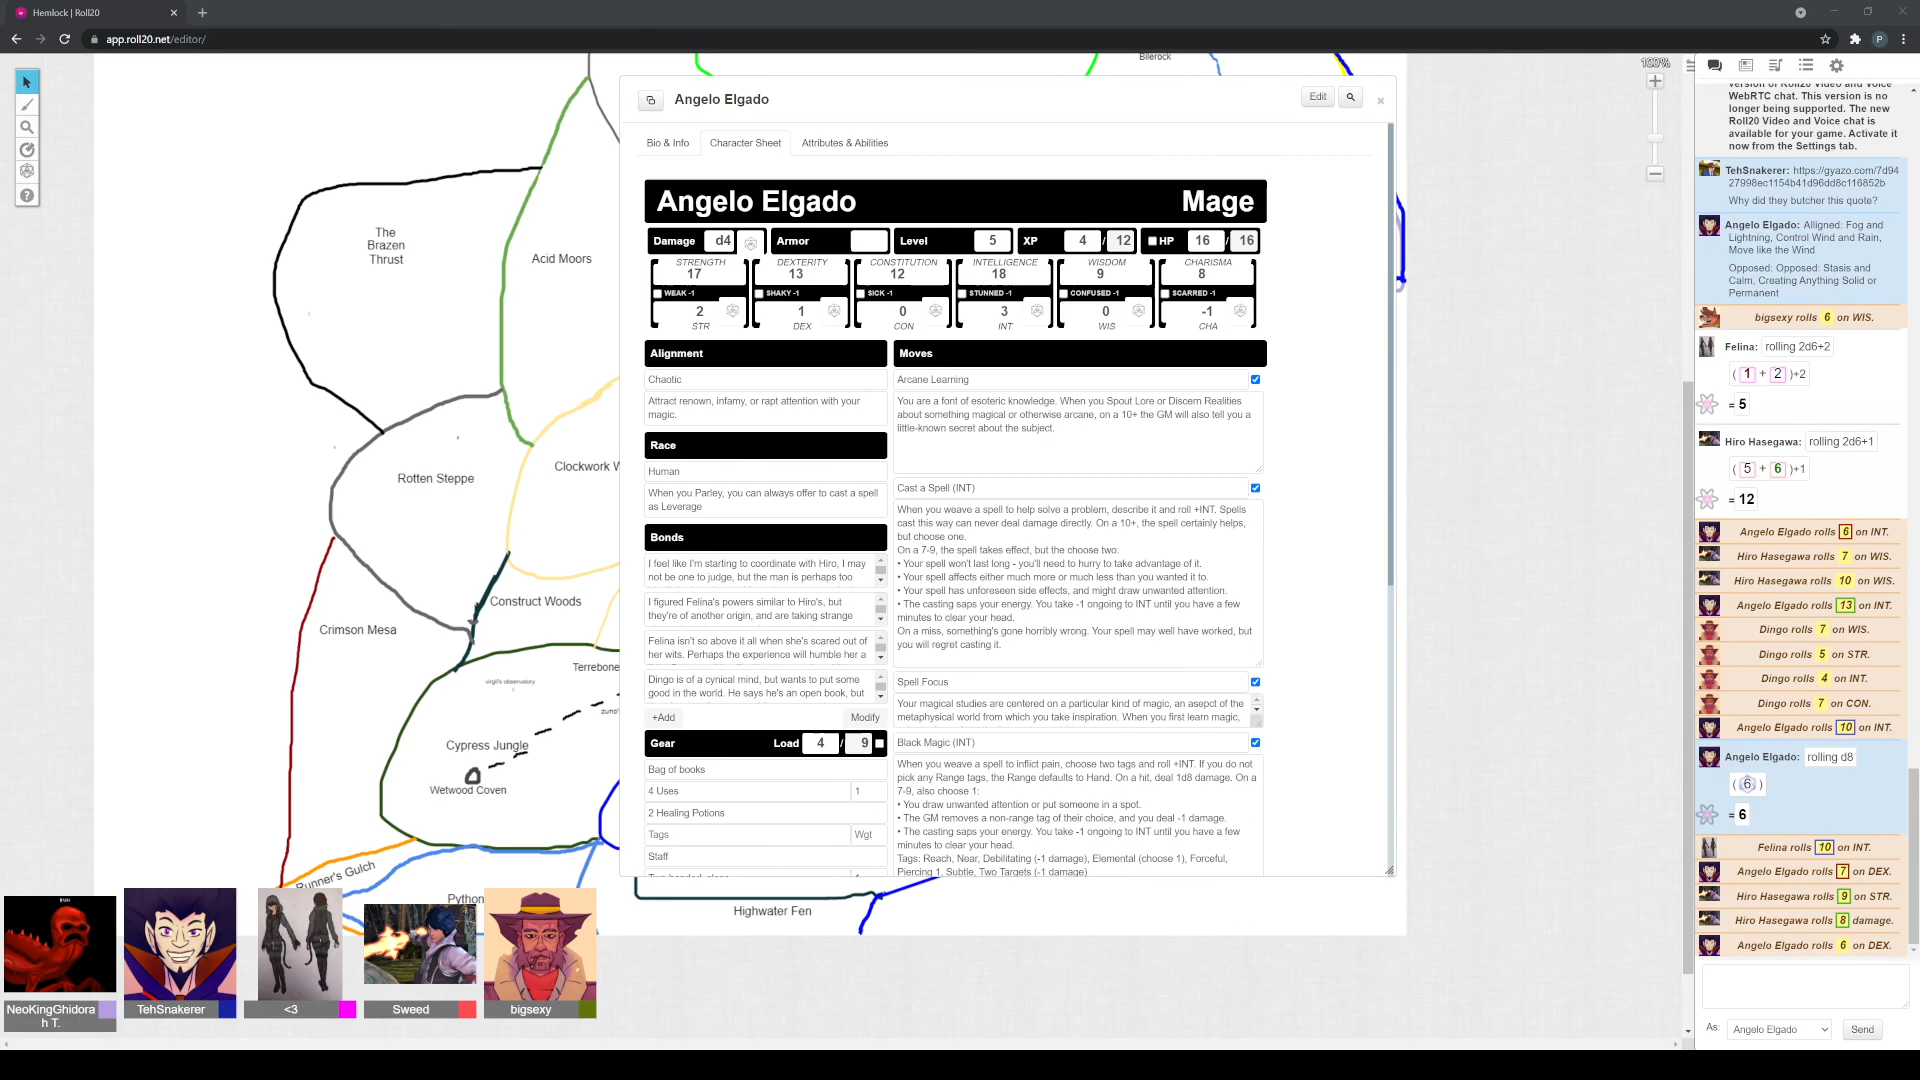 Hemlock | Roll20
app.roll20.net/editor/
Bilerock
100%
The
Brazen
Thrust
Acid Moors
Rotten Steppe
Clockwork W
Construct Woods
Crimson Mesa
Terrebone
virgil's observatory
zuno'
Cypress Jungle
Wetwood Coven
Runner's Gulch
Python
Highwater Fen
Angelo Elgado
Edit
Bio & Info
Character Sheet
Attributes & Abilities
Angelo Elgado
Mage
Damage d4
Armor
Level 5
XP 4 / 12
HP 16 / 16
STRENGTH
17
WEAK -1
2
STR
DEXTERITY
13
SHAKY -1
1
DEX
CONSTITUTION
12
SICK -1
0
CON
INTELLIGENCE
18
STUNNED -1
3
INT
WISDOM
9
CONFUSED -1
0
WIS
CHARISMA
8
SCARRED -1
-1
CHA
Alignment
Chaotic
Attract renown, infamy, or rapt attention with your
magic.
Race
Human
When you Parley, you can always offer to cast a spell
as Leverage
Bonds
I feel like I'm starting to coordinate with Hiro, I may
not be one to judge, but the man is perhaps too
I figured Felina's powers similar to Hiro's, but
they're of another origin, and are taking strange
Felina isn't so above it all when she's scared out of
her wits. Perhaps the experience will humble her a
Dingo is of a cynical mind, but wants to put some
good in the world. He says he's an open book, but
+Add
Modify
Gear
Load 4 / 9
Bag of books
4 Uses
1
2 Healing Potions
Tags
Wgt
Staff
Moves
Arcane Learning
You are a font of esoteric knowledge. When you Spout Lore or Discern Realities
about something magical or otherwise arcane, on a 10+ the GM will also tell you a
little-known secret about the subject.
Cast a Spell (INT)
When you weave a spell to help solve a problem, describe it and roll +INT. Spells
cast this way can never deal damage directly. On a 10+, the spell certainly helps,
but choose one.
On a 7-9, the spell takes effect, but the choose two:
• Your spell won't last long - you'll need to hurry to take advantage of it.
• Your spell affects either much more or much less than you wanted it to.
• Your spell has unforeseen side effects, and might draw unwanted attention.
• The casting saps your energy. You take -1 ongoing to INT until you have a few
minutes to clear your head.
On a miss, something's gone horribly wrong. Your spell may well have worked, but
you will regret casting it.
Spell Focus
Your magical studies are centered on a particular kind of magic, an asepct of the
metaphysical world from which you take inspiration. When you first learn magic,
Black Magic (INT)
When you weave a spell to inflict pain, choose two tags and roll +INT. If you do not
pick any Range tags, the Range defaults to Hand. On a hit, deal 1d8 damage. On a
7-9, also choose 1:
• You draw unwanted attention or put someone in a spot.
• The GM removes a non-range tag of their choice, and you deal -1 damage.
• The casting saps your energy. You take -1 ongoing to INT until you have a few
minutes to clear your head.
Tags: Reach, Near, Debilitating (-1 damage), Elemental (choose 1), Forceful,
Piercing 1, Subtle, Two Targets (-1 damage)
version of Roll20 Video and Voice
WebRTC chat. This version is no
longer being supported. The new
Roll20 Video and Voice chat is
available for your game. Activate it
now from the Settings tab.
TehSnakerer: https://gyazo.com/7d94
27998ec1154b41d96dd8c116852b
Why did they butcher this quote?
Angelo Elgado: Alligned: Fog and
Lightning, Control Wind and Rain,
Move like the Wind
Opposed: Opposed: Stasis and
Calm, Creating Anything Solid or
Permanent
bigsexy rolls 6 on WIS.
Felina: rolling 2d6+2
( 1 + 2 )+2
= 5
Hiro Hasegawa: rolling 2d6+1
( 5 + 6 )+1
= 12
Angelo Elgado rolls 6 on INT.
Hiro Hasegawa rolls 7 on WIS.
Hiro Hasegawa rolls 10 on WIS.
Angelo Elgado rolls 13 on INT.
Dingo rolls 7 on WIS.
Dingo rolls 5 on STR.
Dingo rolls 4 on INT.
Dingo rolls 7 on CON.
Angelo Elgado rolls 10 on INT.
Angelo Elgado: rolling d8
( 6 )
= 6
Felina rolls 10 on INT.
Angelo Elgado rolls 7 on DEX.
Hiro Hasegawa rolls 9 on STR.
Hiro Hasegawa rolls 8 damage.
Angelo Elgado rolls 6 on DEX.
As: Angelo Elgado
Send
RUN
NeoKingGhidora
h T.
TehSnakerer
<3
Sweed
bigsexy
P